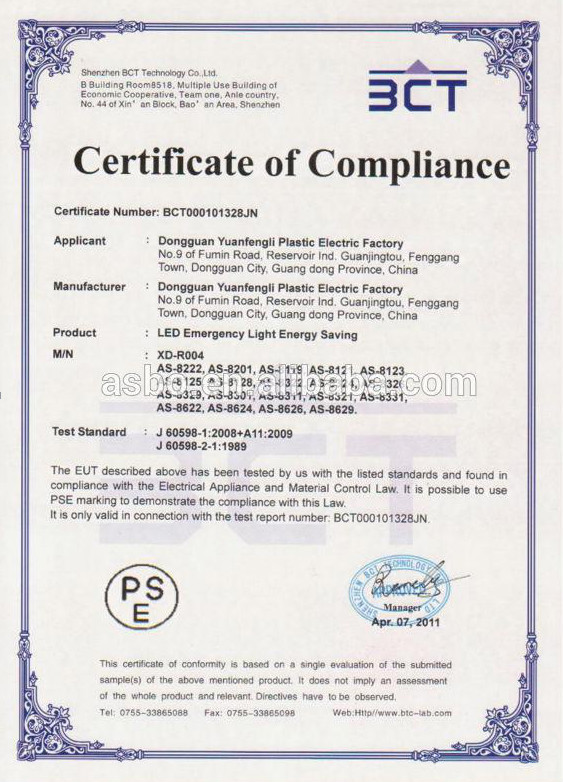 Shenzhen BCT Technology Co.,Ltd.
B Building Room8518, Multiple Use Building of
Economic Cooperative, Team one, Anle country,
No. 44 of Xin' an Block, Bao' an Area, Shenzhen
BCT
Certificate of Compliance
Certificate Number: BCT000101328JN
Applicant : Dongguan Yuanfengli Plastic Electric Factory
No.9 of Fumin Road, Reservoir Ind. Guanjingtou, Fenggang
Town, Dongguan City, Guang dong Province, China
Manufacturer : Dongguan Yuanfengli Plastic Electric Factory
No.9 of Fumin Road, Reservoir Ind. Guanjingtou, Fenggang
Town, Dongguan City, Guang dong Province, China
Product : LED Emergency Light Energy Saving
M/N : XD-R004
AS-8222, AS-8201, AS-8123
AS-8622, AS-8624, AS-8626, AS-8629.
Test Standard : J 60598-1:2008+A11:2009
J 60598-2-1:1989
The EUT described above has been tested by us with the listed standards and found in
compliance with the Electrical Appliance and Material Control Law. It is possible to use
PSE marking to demonstrate the compliance with this Law.
It is only valid in connection with the test report number: BCT000101328JN.
PS
E
SHENZHEN BCT TECHNOLOGY LTD
APPROVED
Manager
Apr. 07, 2011
This certificate of conformity is based on a single evaluation of the submitted
sample(s) of the above mentioned product. It does not imply an assessment
of the whole product and relevant. Directives have to be observed.
Tel: 0755-33865088 Fax: 0755-33865098 Web:Http//www.btc-lab.com